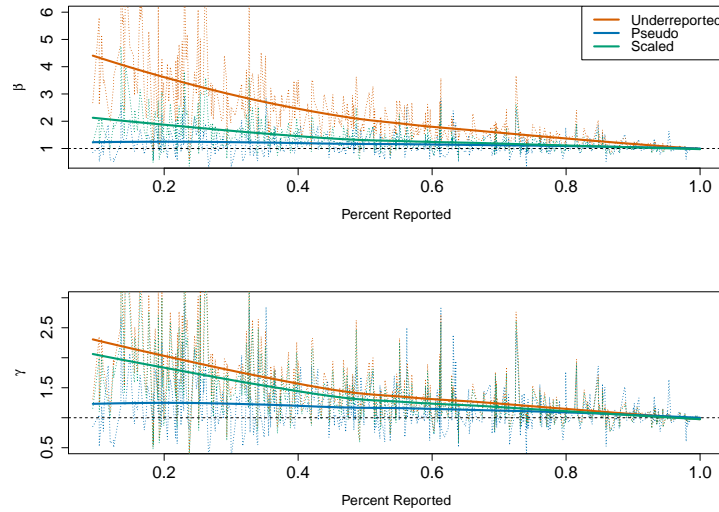 6
5
4
3
2
1
β
0.2 0.4 0.6 0.8 1.0
Percent Reported
Underreported
Pseudo
Scaled
2.5
1.5
0.5
γ
0.2 0.4 0.6 0.8 1.0
Percent Reported